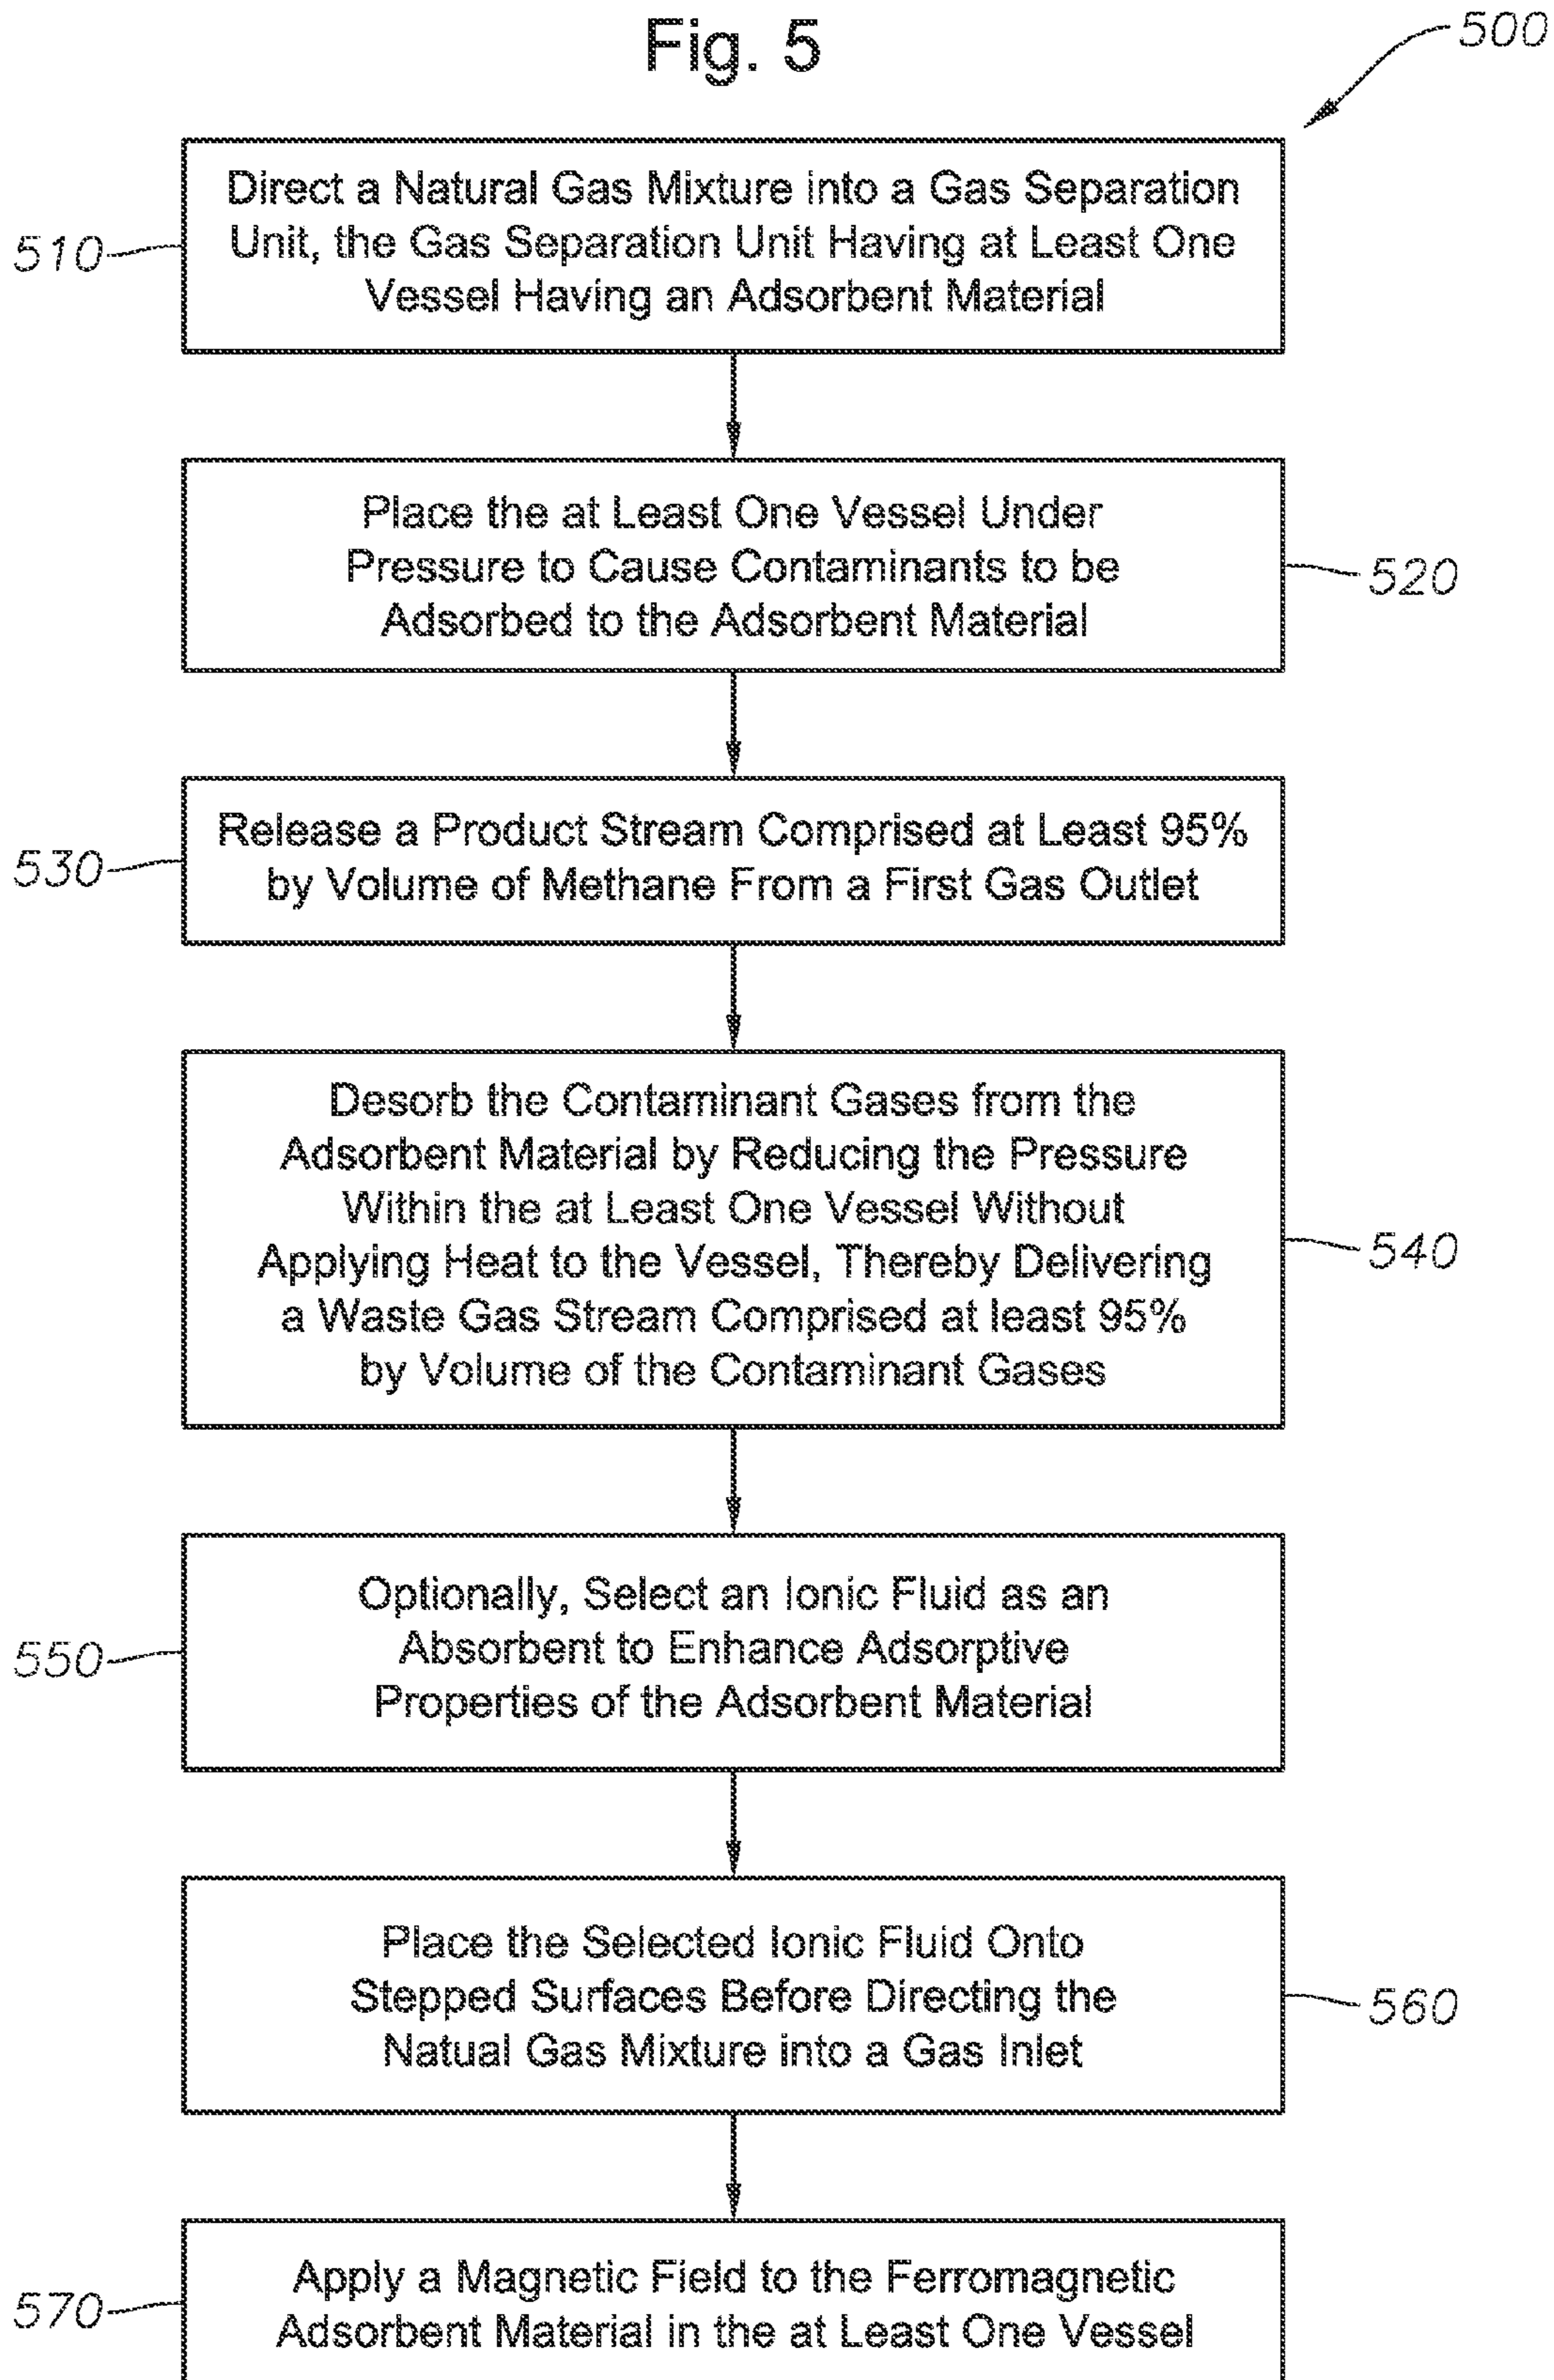 Fig. 5
500
510
Direct a Natural Gas Mixture into a Gas Separation
Unit, the Gas Separation Unit Having at Least One
Vessel Having an Adsorbent Material
Place the at Least One Vessel Under
Pressure to Cause Contaminants to be
Adsorbed to the Adsorbent Material
520
530
Release a Product Stream Comprised at Least 95%
by Volume of Methane From a First Gas Outlet
Desorb the Contaminant Gases from the
Adsorbent Material by Reducing the Pressure
Within the at Least One Vessel Without
Applying Heat to the Vessel, Thereby Delivering
a Waste Gas Stream Comprised at least 95%
by Volume of the Contaminant Gases
540
550
Optionally, Select an Ionic Fluid as an
Absorbent to Enhance Adsorptive
Properties of the Adsorbent Material
Place the Selected Ionic Fluid Onto
Stepped Surfaces Before Directing the
Natual Gas Mixture into a Gas Inlet
560
570
Apply a Magnetic Field to the Ferromagnetic
Adsorbent Material in the at Least One Vessel